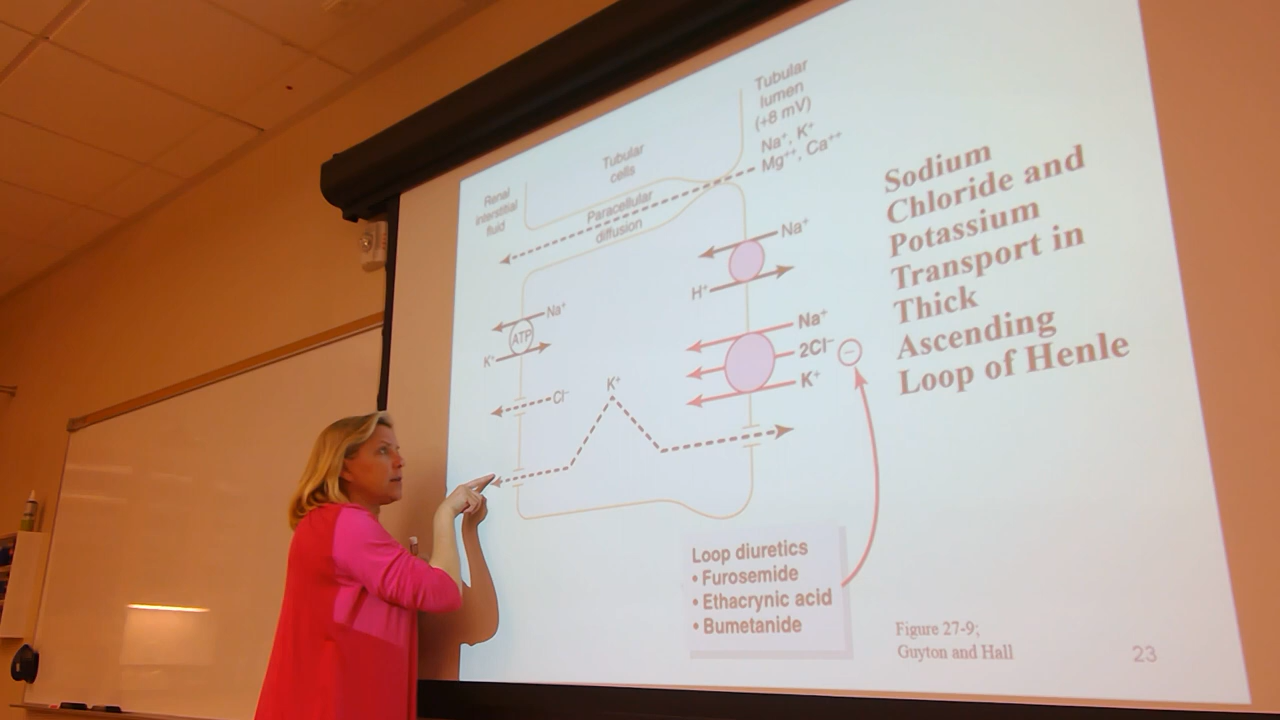 Tubular
lumen
(+8 mV)
Na⁺, K⁺
Mg⁺⁺, Ca⁺⁺
Tubular
cells
Renal
interstitial
fluid
Paracellular
diffusion
Na⁺
H⁺
Na⁺
ATP
K⁺
Na⁺
2Cl⁻
K⁺
−
Cl⁻
K⁺
Sodium
Chloride and
Potassium
Transport in
Thick
Ascending
Loop of Henle
Loop diuretics
• Furosemide
• Ethacrynic acid
• Bumetanide
Figure 27-9;
Guyton and Hall
23